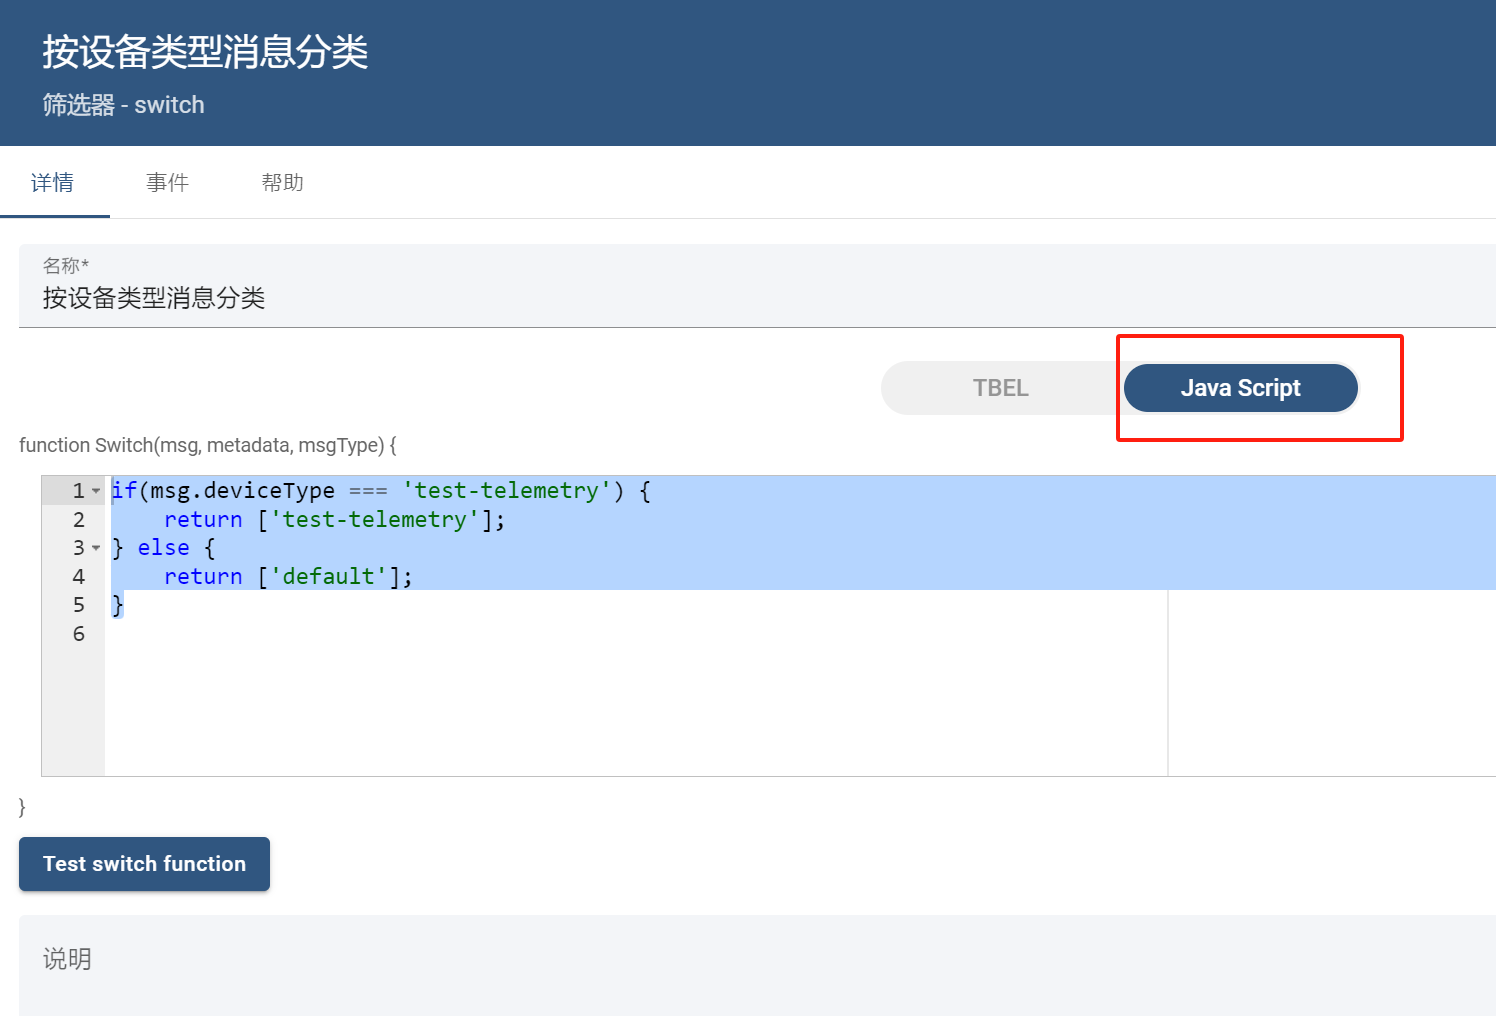 按设备类型消息分类
筛选器 - switch
详情 事件 帮助
名称*
按设备类型消息分类
TBEL Java Script
function Switch(msg, metadata, msgType) {
1 if(msg.deviceType === 'test-telemetry') {
2 return ['test-telemetry'];
3 } else {
4 return ['default'];
5 }
6
}
Test switch function
说明